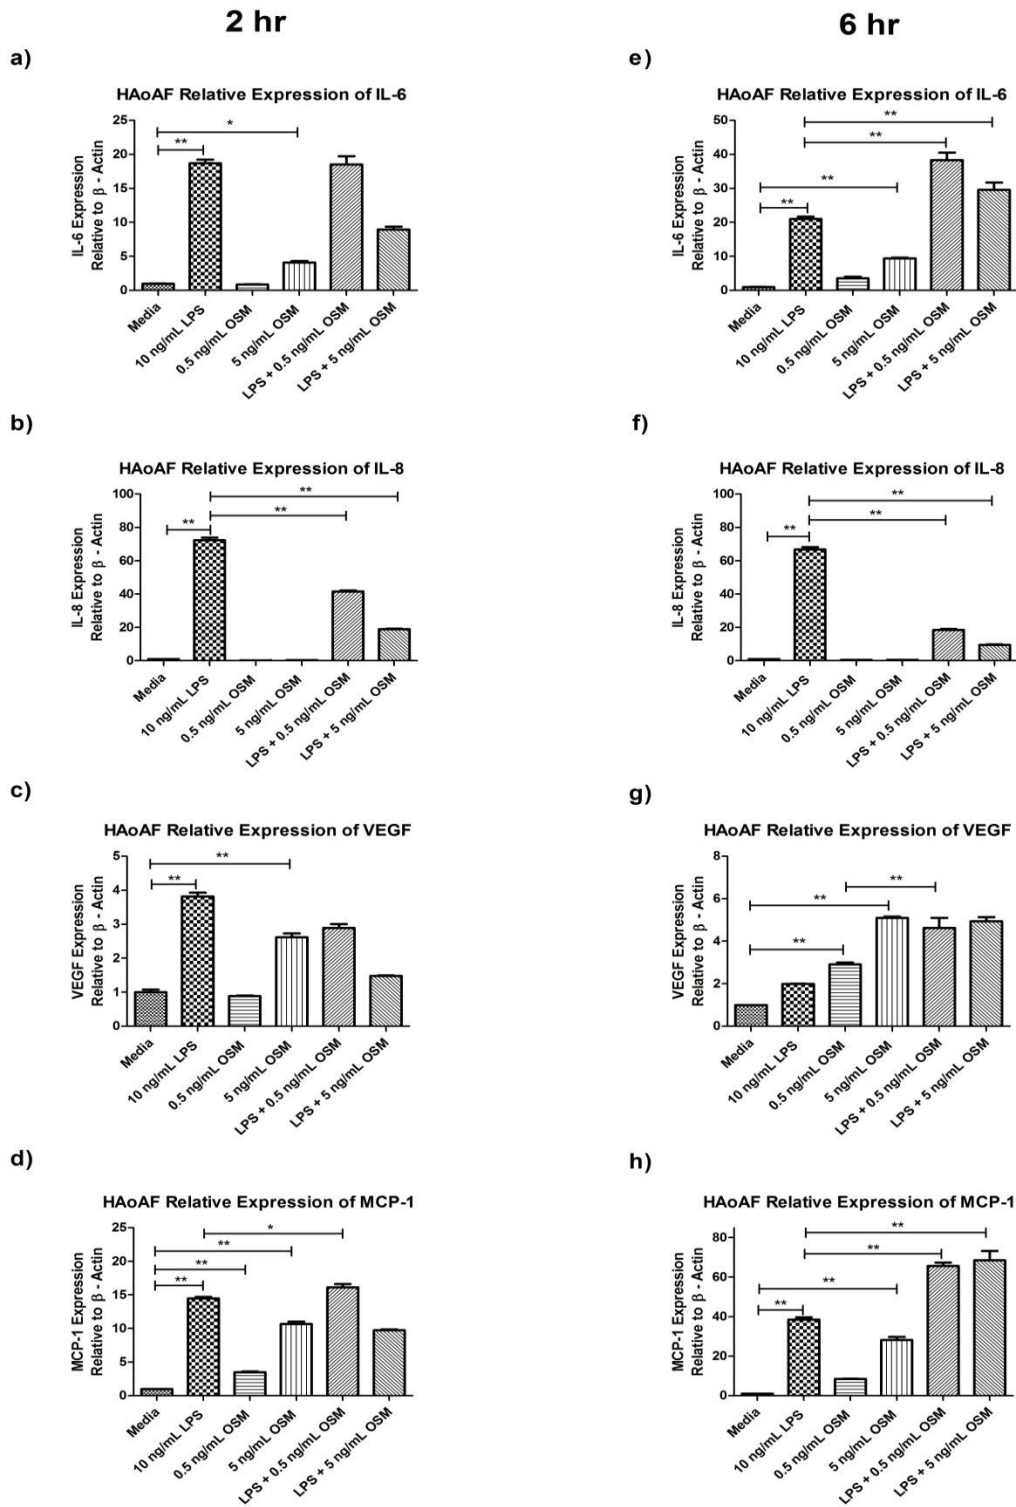 2 hr
6 hr
a)
HAoAF Relative Expression of IL-6
IL-6 Expression
Relative to β - Actin
25
20
15
10
5
0
*
**
Media
10 ng/mL LPS
0.5 ng/mL OSM
5 ng/mL OSM
LPS + 0.5 ng/mL OSM
LPS + 5 ng/mL OSM
e)
HAoAF Relative Expression of IL-6
IL-6 Expression
Relative to β - Actin
50
40
30
20
10
0
**
**
**
**
Media
10 ng/mL LPS
0.5 ng/mL OSM
5 ng/mL OSM
LPS + 0.5 ng/mL OSM
LPS + 5 ng/mL OSM
b)
HAoAF Relative Expression of IL-8
IL-8 Expression
Relative to β - Actin
100
80
60
40
20
0
**
**
**
Media
10 ng/mL LPS
0.5 ng/mL OSM
5 ng/mL OSM
LPS + 0.5 ng/mL OSM
LPS + 5 ng/mL OSM
f)
HAoAF Relative Expression of IL-8
IL-8 Expression
Relative to β - Actin
100
80
60
40
20
0
**
**
**
Media
10 ng/mL LPS
0.5 ng/mL OSM
5 ng/mL OSM
LPS + 0.5 ng/mL OSM
LPS + 5 ng/mL OSM
c)
HAoAF Relative Expression of VEGF
VEGF Expression
Relative to β - Actin
5
4
3
2
1
0
**
**
Media
10 ng/mL LPS
0.5 ng/mL OSM
5 ng/mL OSM
LPS + 0.5 ng/mL OSM
LPS + 5 ng/mL OSM
g)
HAoAF Relative Expression of VEGF
VEGF Expression
Relative to β - Actin
8
6
4
2
0
**
**
**
Media
10 ng/mL LPS
0.5 ng/mL OSM
5 ng/mL OSM
LPS + 0.5 ng/mL OSM
LPS + 5 ng/mL OSM
d)
HAoAF Relative Expression of MCP-1
MCP-1 Expression
Relative to β - Actin
25
20
15
10
5
0
*
**
**
**
Media
10 ng/mL LPS
0.5 ng/mL OSM
5 ng/mL OSM
LPS + 0.5 ng/mL OSM
LPS + 5 ng/mL OSM
h)
HAoAF Relative Expression of MCP-1
MCP-1 Expression
Relative to β - Actin
80
60
40
20
0
**
**
**
**
Media
10 ng/mL LPS
0.5 ng/mL OSM
5 ng/mL OSM
LPS + 0.5 ng/mL OSM
LPS + 5 ng/mL OSM